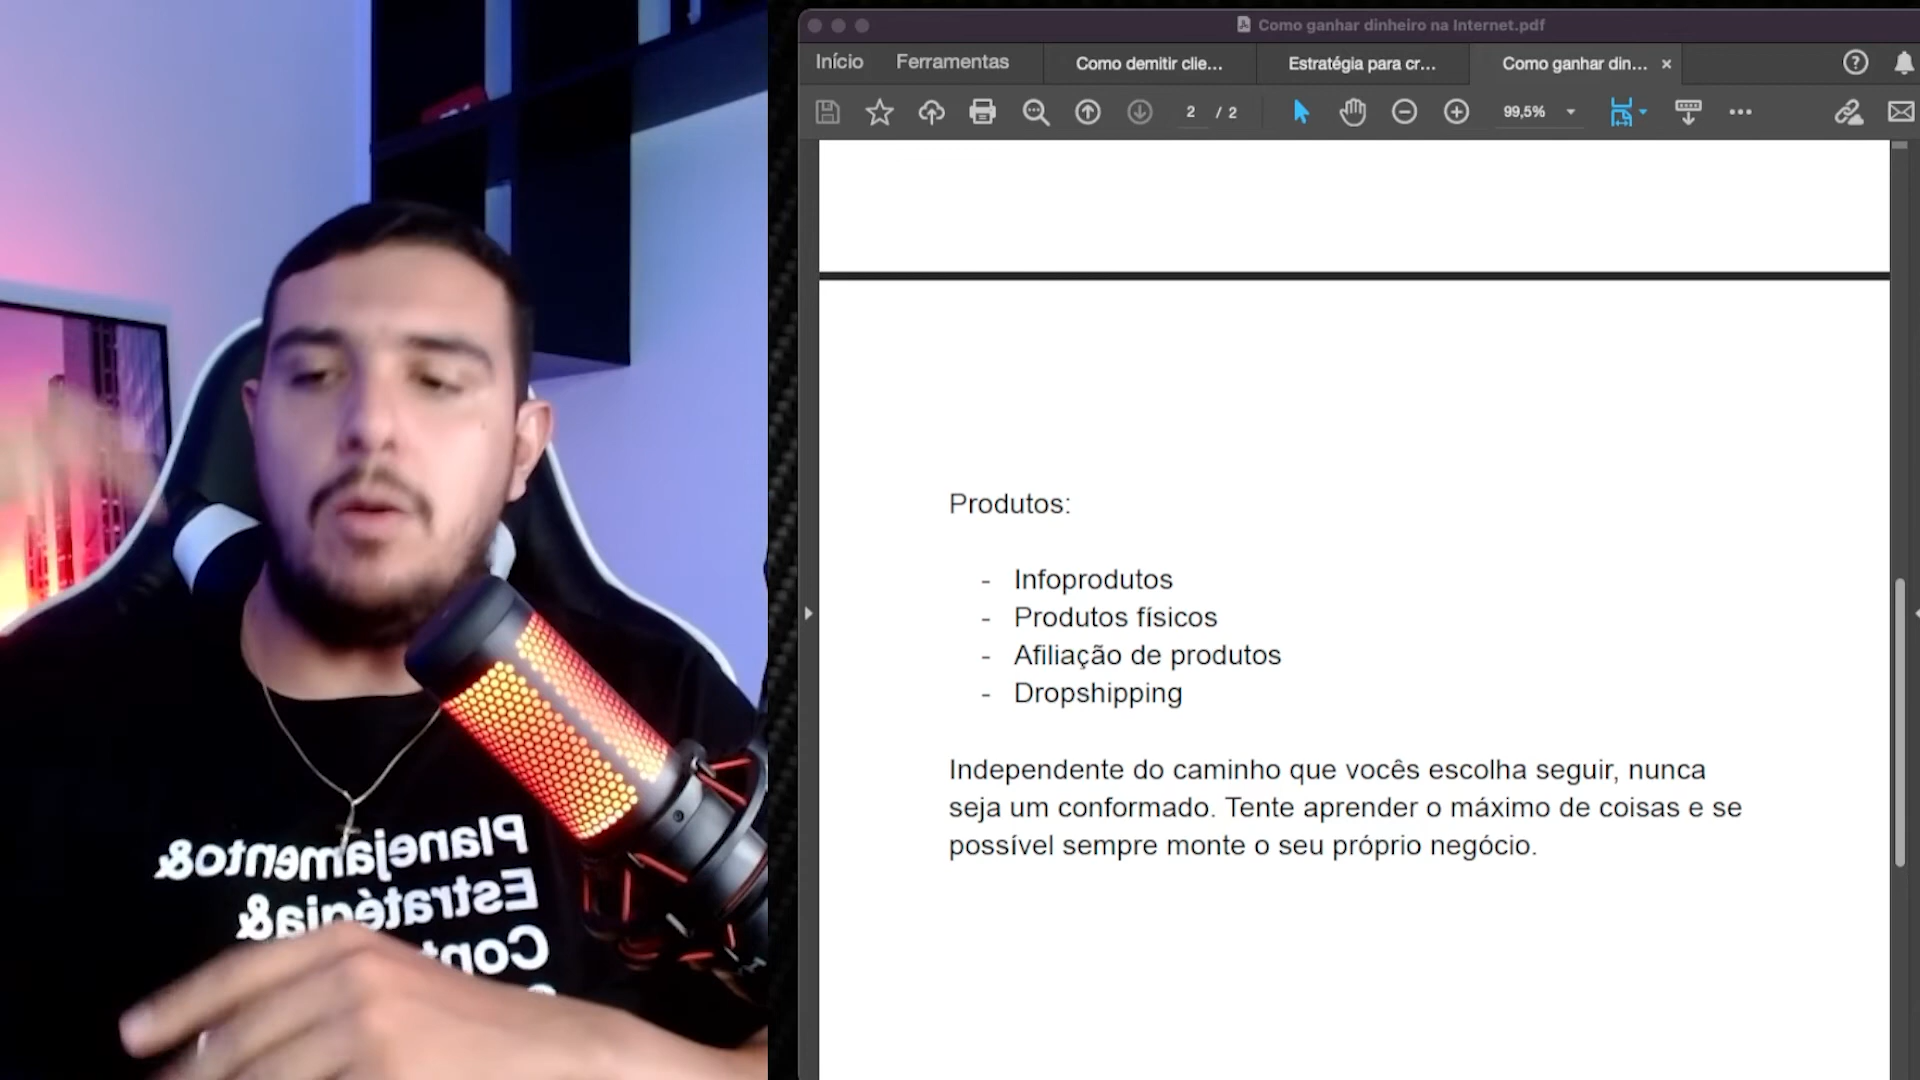 Como ganhar dinheiro na Internet.pdf
Início Ferramentas Como demitir clie... Estratégia para cr... Como ganhar din... ×
2 / 2 99,5%
Produtos:
- Infoprodutos
- Produtos físicos
- Afiliação de produtos
- Dropshipping
Independente do caminho que vocês escolha seguir, nunca
seja um conformado. Tente aprender o máximo de coisas e se
possível sempre monte o seu próprio negócio.
Planejamento&
Estratégia&